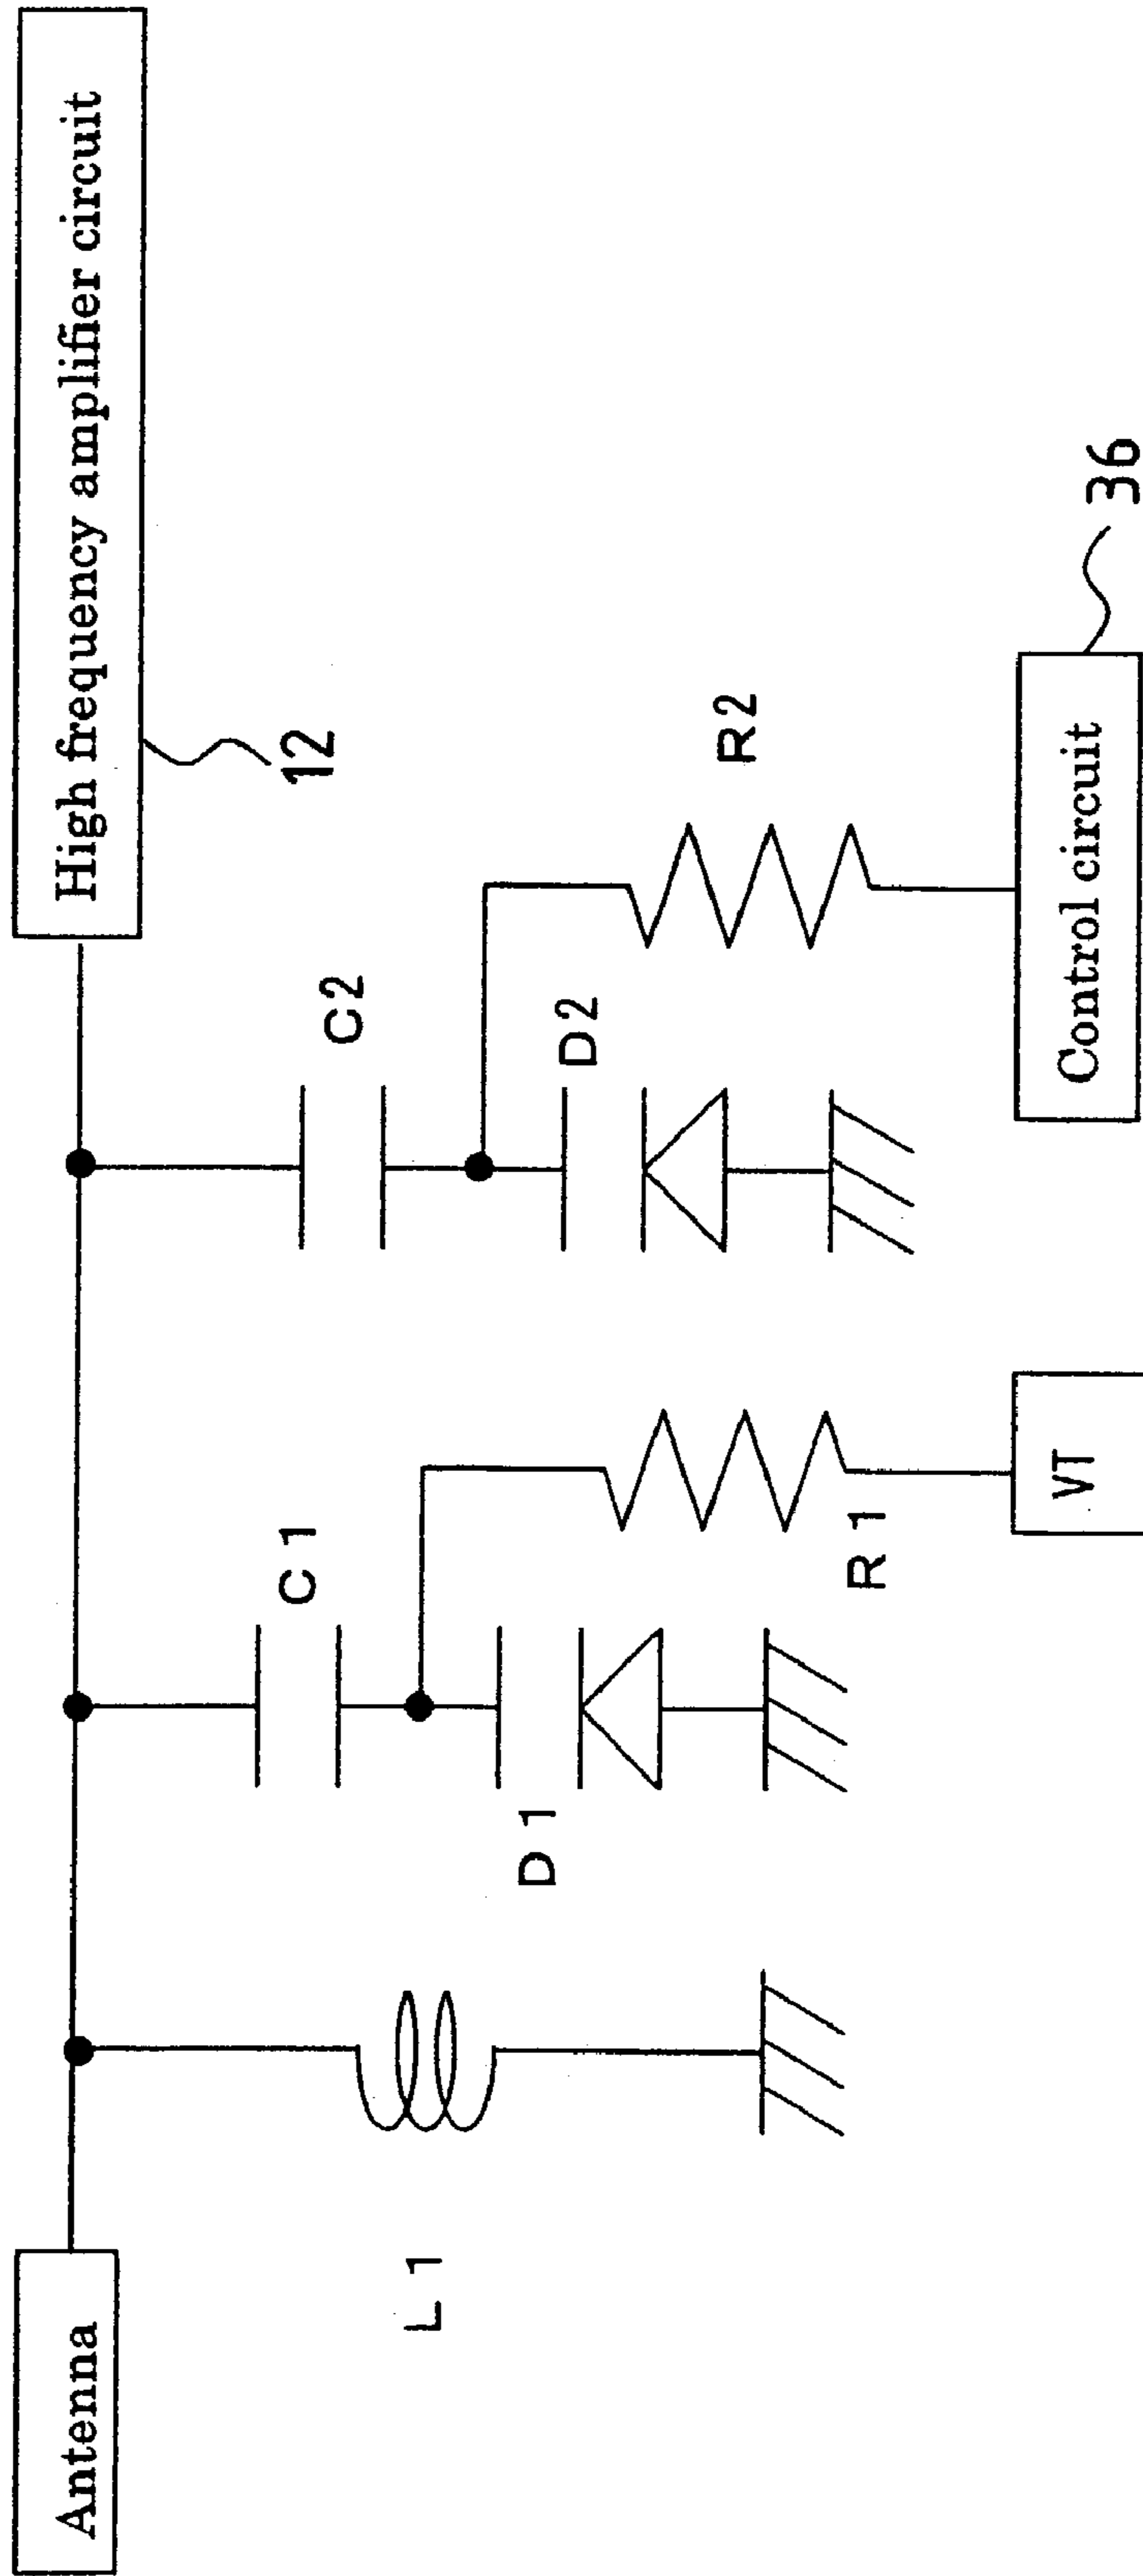 Antenna
High frequency amplifier circuit
12
L1
C1
D1
R1
VT
C2
D2
R2
Control circuit
36